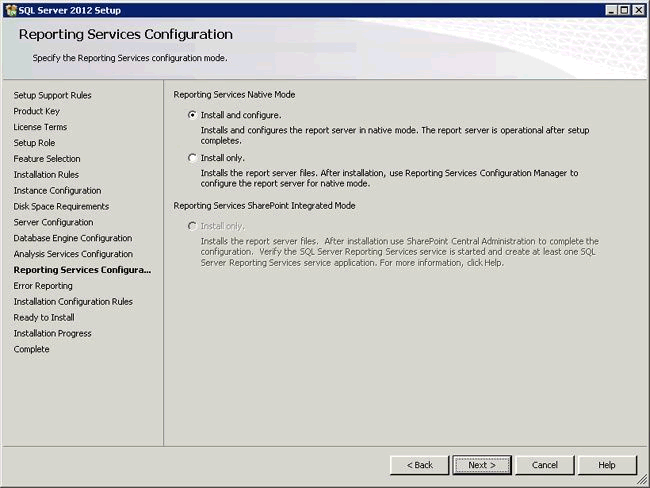 SQL Server 2012 Setup
Reporting Services Configuration
Specify the Reporting Services configuration mode.
Setup Support Rules
Product Key
License Terms
Setup Role
Feature Selection
Installation Rules
Instance Configuration
Disk Space Requirements
Server Configuration
Database Engine Configuration
Analysis Services Configuration
Reporting Services Configura...
Error Reporting
Installation Configuration Rules
Ready to Install
Installation Progress
Complete
Reporting Services Native Mode
Install and configure.
Installs and configures the report server in native mode. The report server is operational after setup
completes.
Install only.
Installs the report server files. After installation, use Reporting Services Configuration Manager to
configure the report server for native mode.
Reporting Services SharePoint Integrated Mode
Install only.
Installs the report server files. After installation use SharePoint Central Administration to complete the
configuration. Verify the SQL Server Reporting Services service is started and create at least one SQL
Server Reporting Services service application. For more information, click Help.
< Back
Next >
Cancel
Help